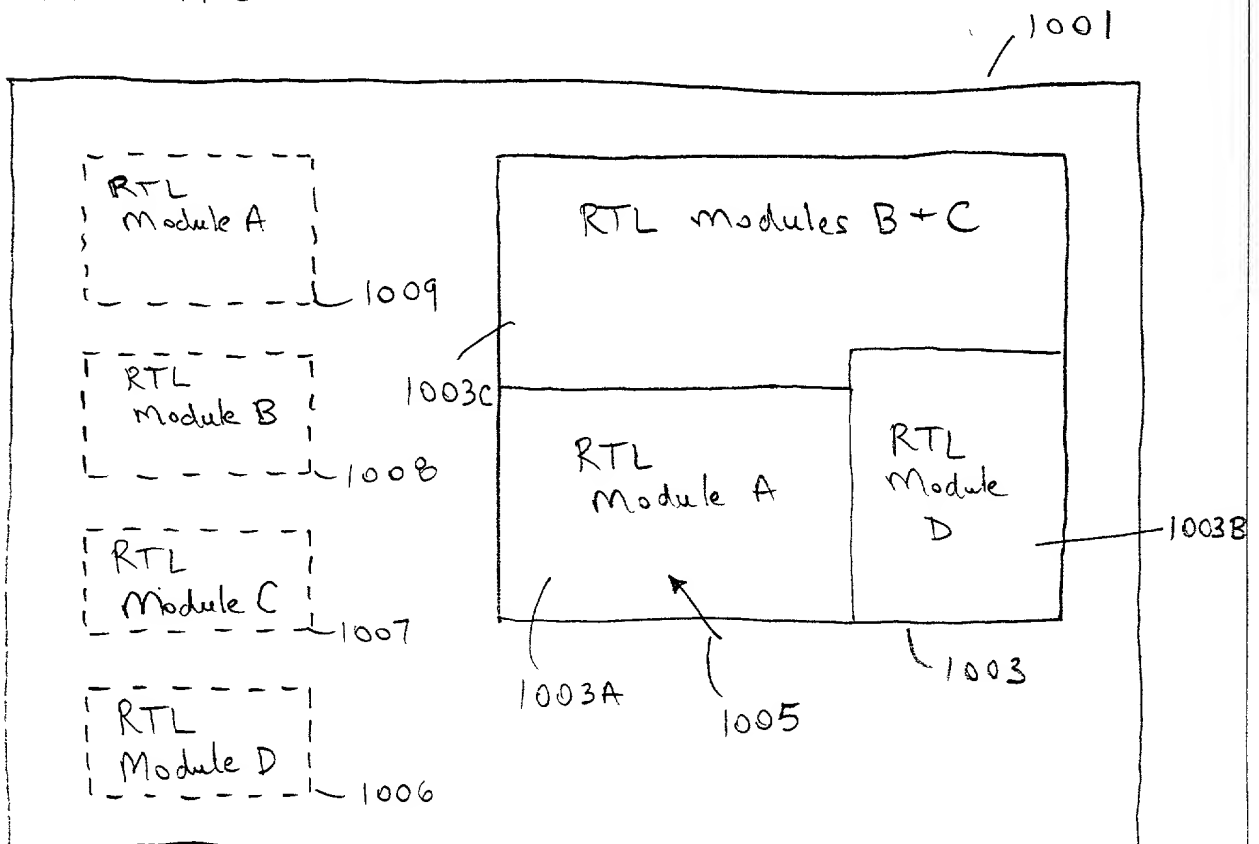 1001
RTL
Module A
1009
RTL
Module B
1008
RTL
Module C
1007
RTL
Module D
1006
RTL modules B + C
1003C
RTL
Module A
RTL
Module
D
1003B
1003A
1005
1003